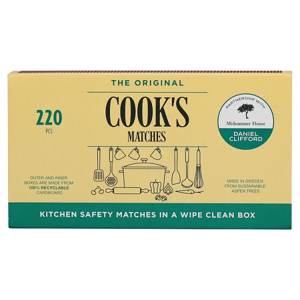 THE ORIGINAL
COOK'S
MATCHES
220
PCS
PARTNERSHIP WITH
Midsummer House
DANIEL
CLIFFORD
OUTER AND INNER
BOXES ARE MADE FROM
100% RECYCLABLE
CARDBOARD
MADE IN SWEDEN
FROM SUSTAINABLE
ASPEN TREES
KITCHEN SAFETY MATCHES IN A WIPE CLEAN BOX